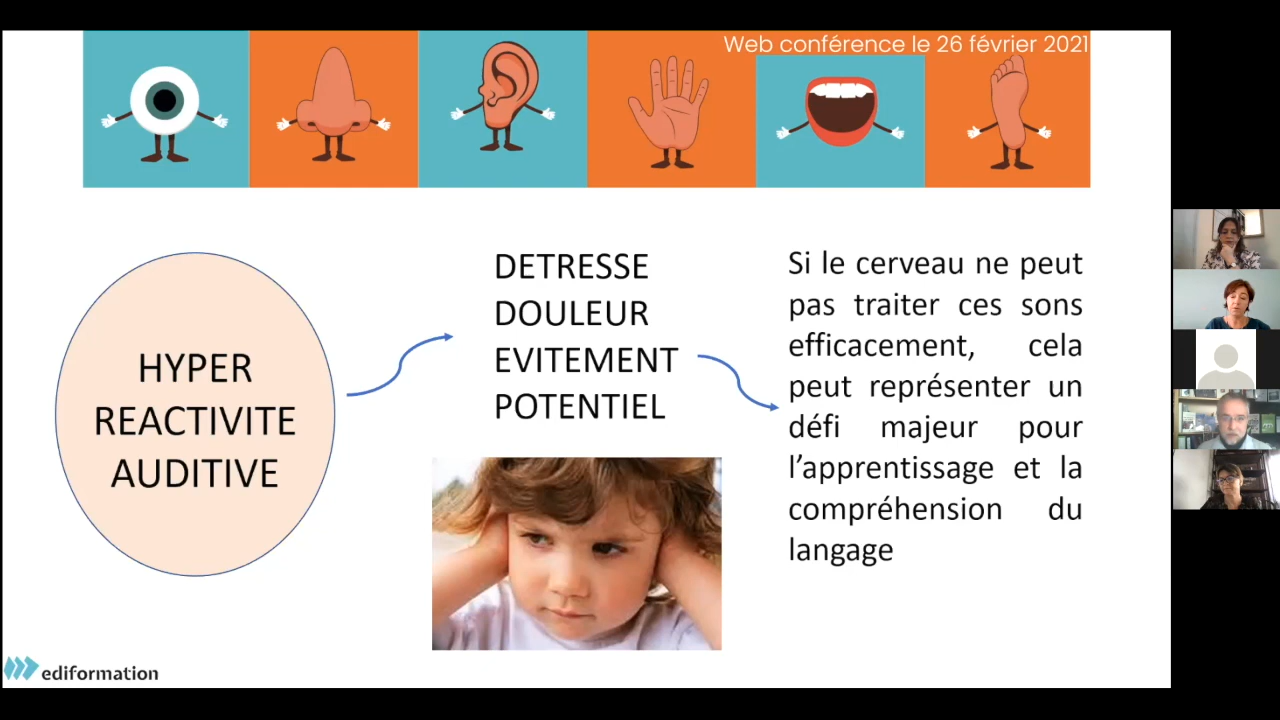 Web conférence le 26 février 2021
HYPER
REACTIVITE
AUDITIVE
DETRESSE
DOULEUR
EVITEMENT
POTENTIEL
Si le cerveau ne peut
pas traiter ces sons
efficacement, cela
peut représenter un
défi majeur pour
l’apprentissage et la
compréhension du
langage
ediformation